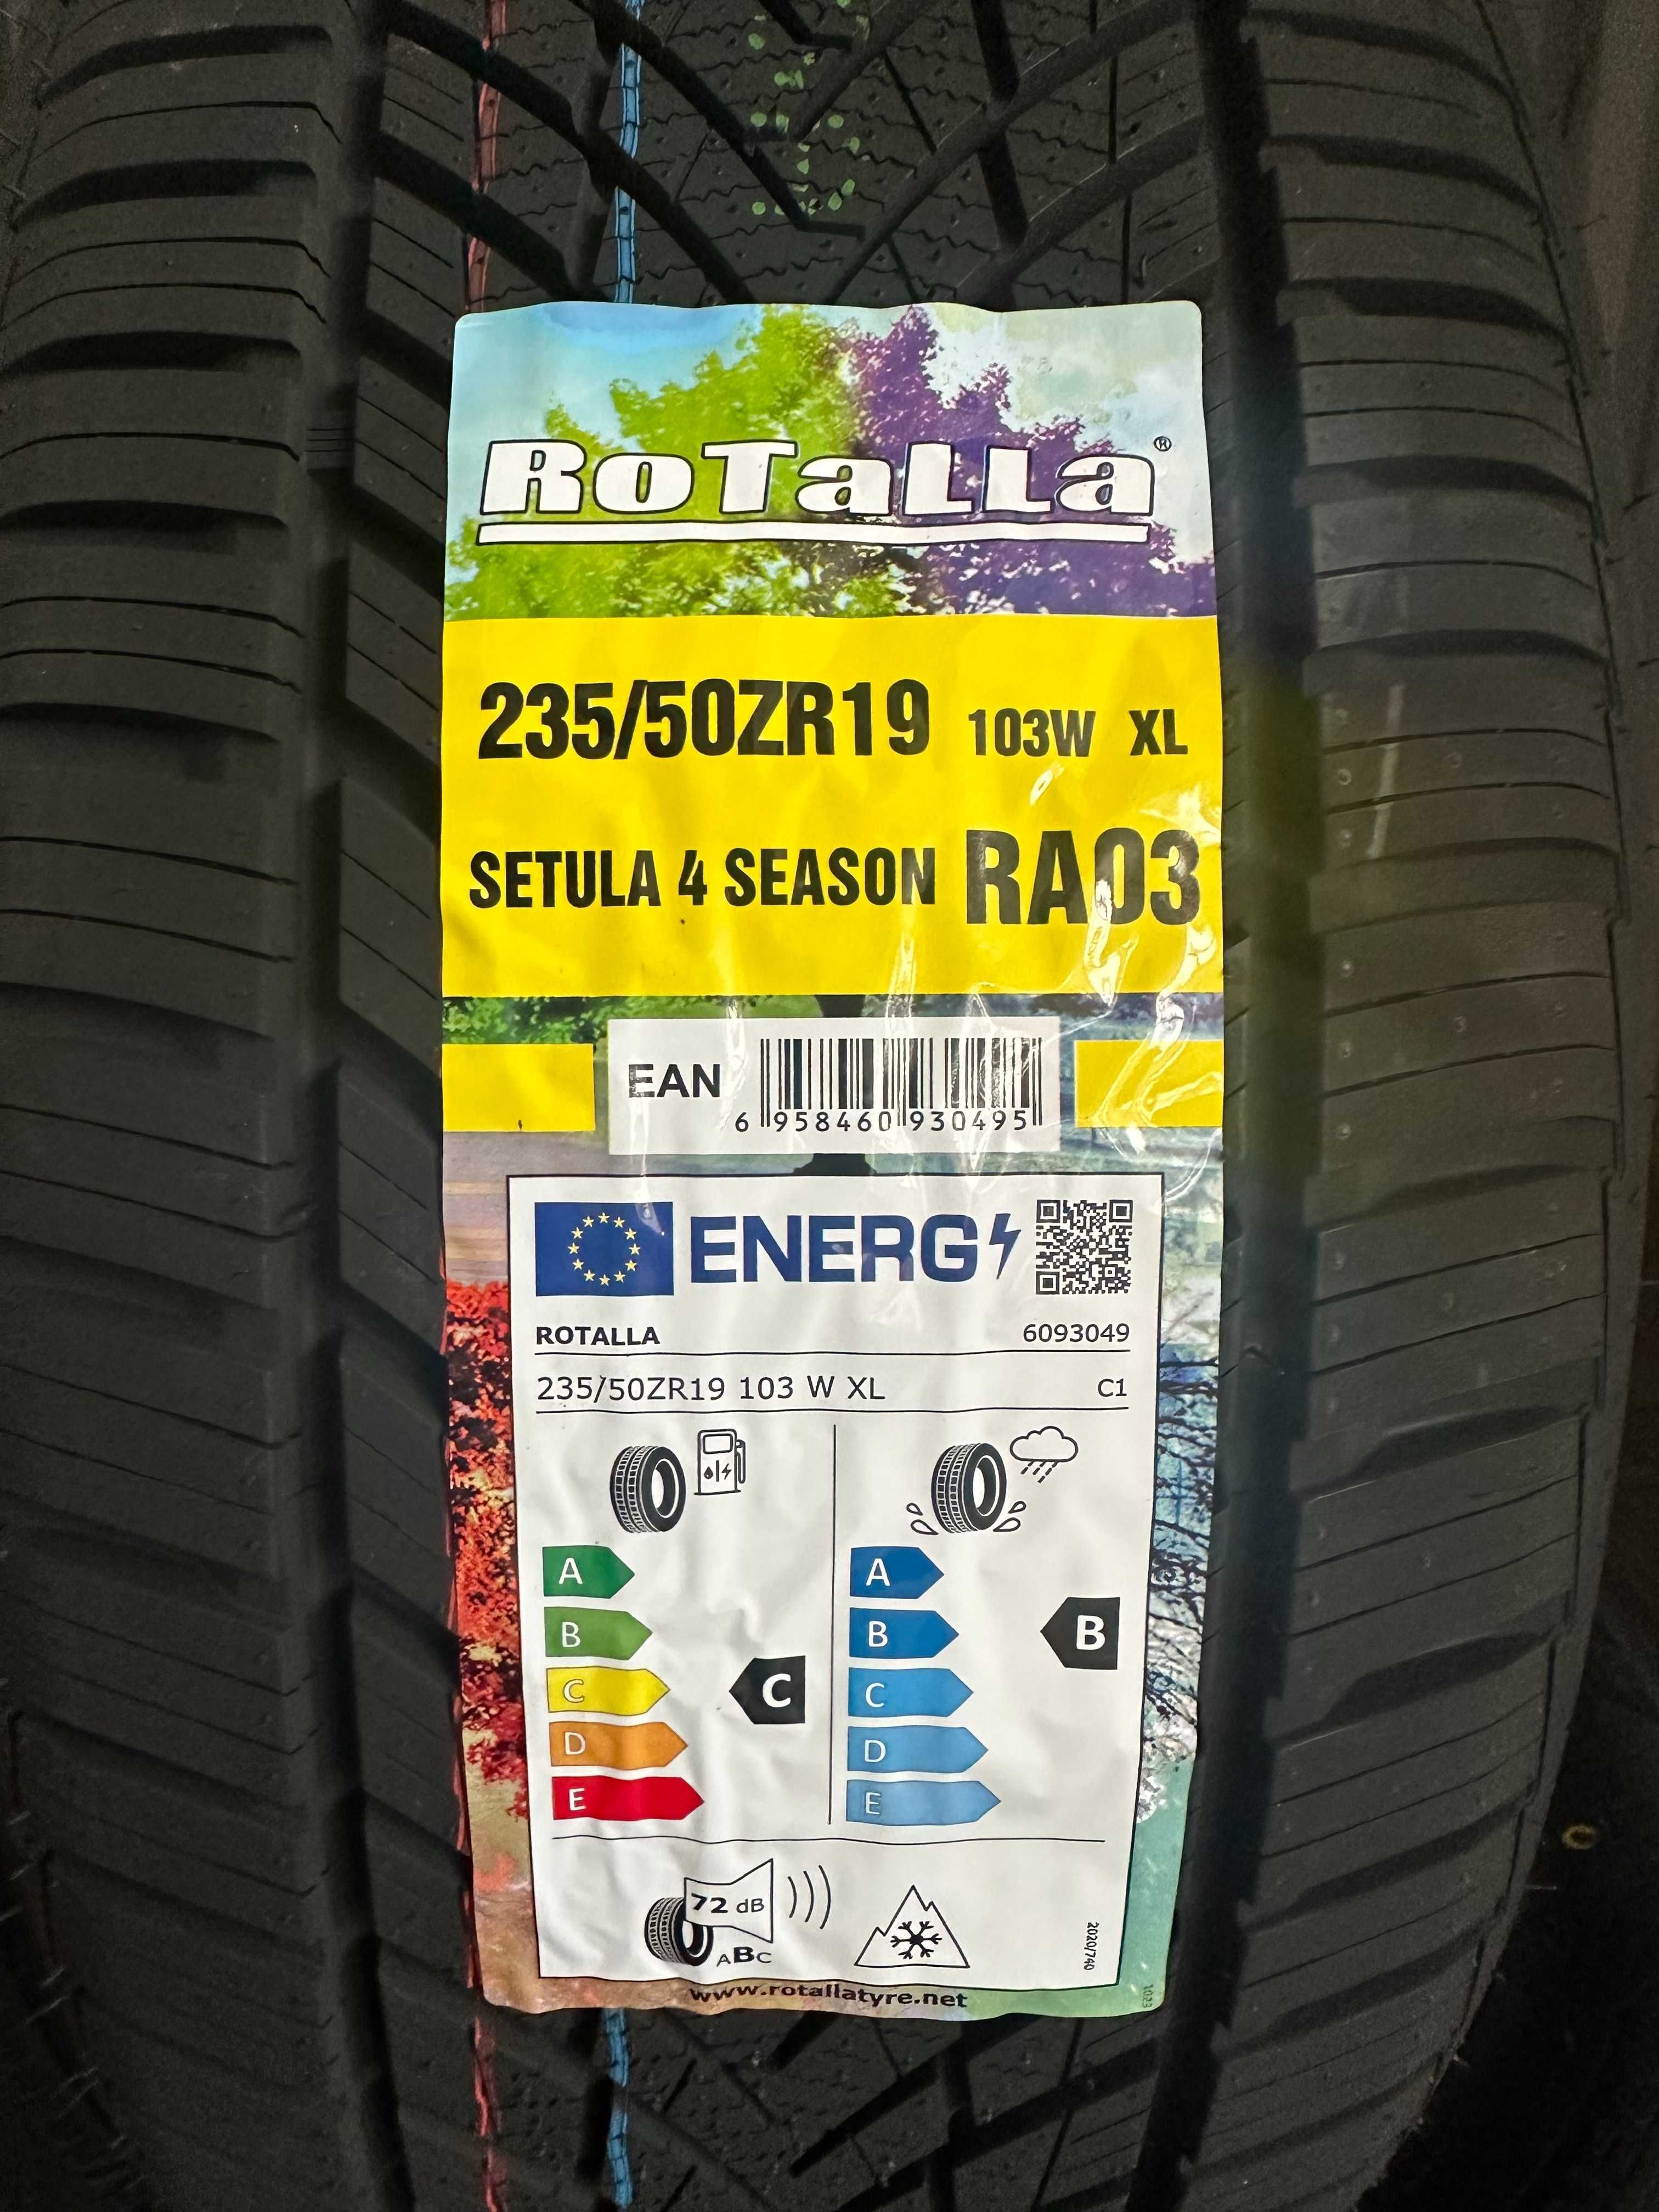 RoTaLLa®
235/50ZR19 103W XL
SETULA 4 SEASON RA03
EAN
6 958460 930495
ENERG
ROTALLA 6093049
235/50ZR19 103 W XL C1
A A
B B B
C C C
D D
E E
72 dB
ABC
2020/740
www.rotallatyre.net
1023